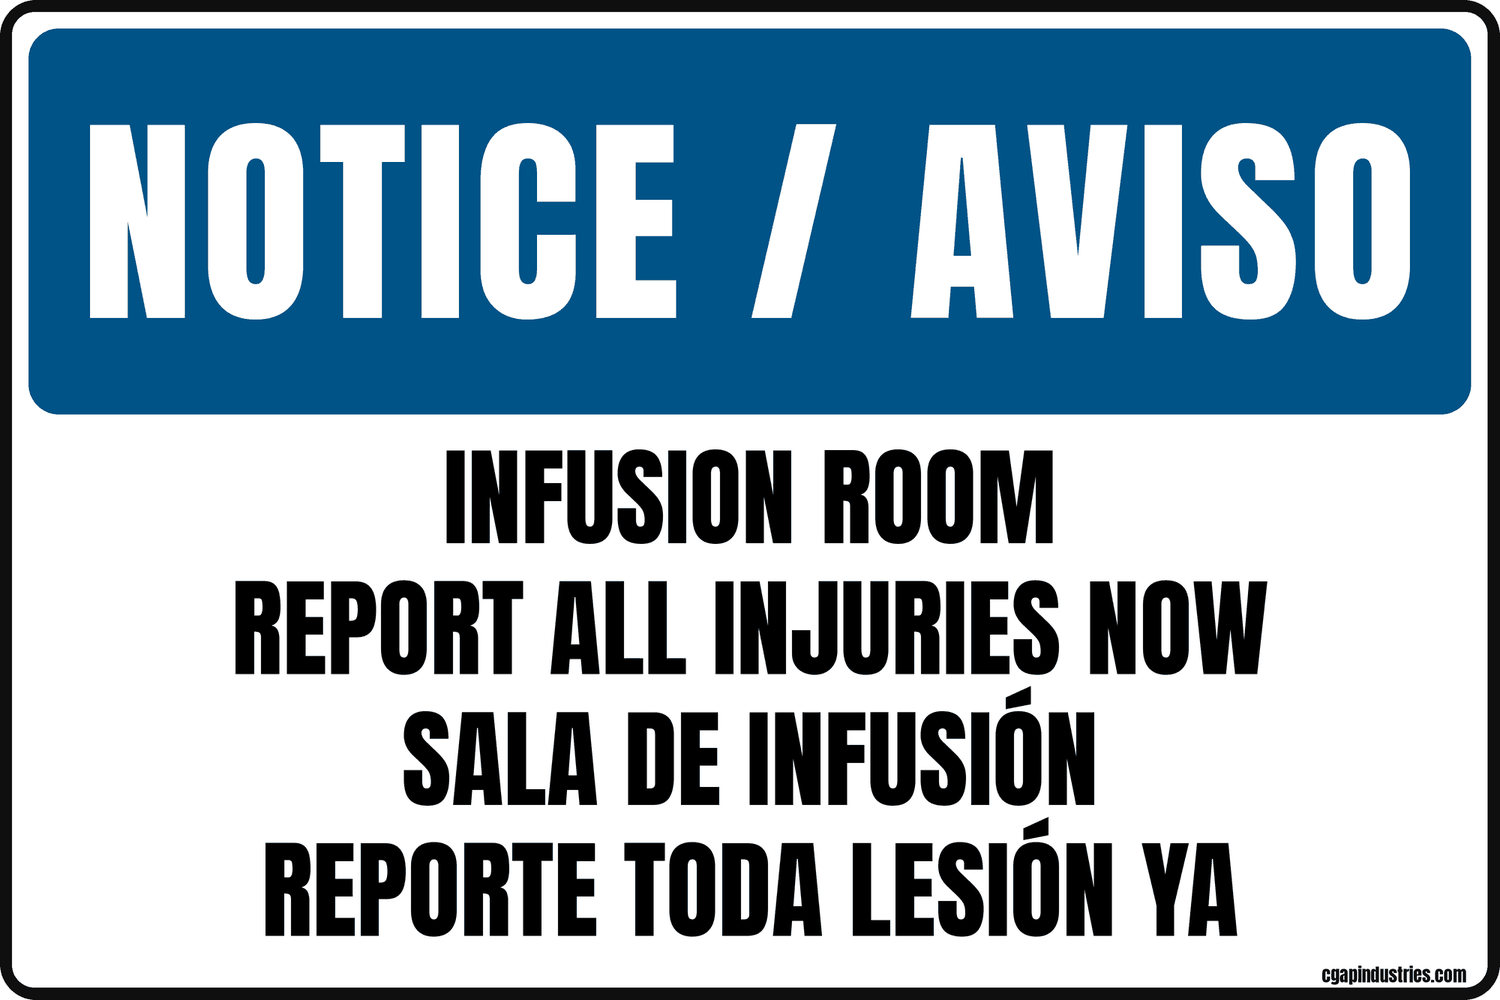 NOTICE / AVISO
INFUSION ROOM
REPORT ALL INJURIES NOW
SALA DE INFUSIÓN
REPORTE TODA LESIÓN YA
cgapindustries.com